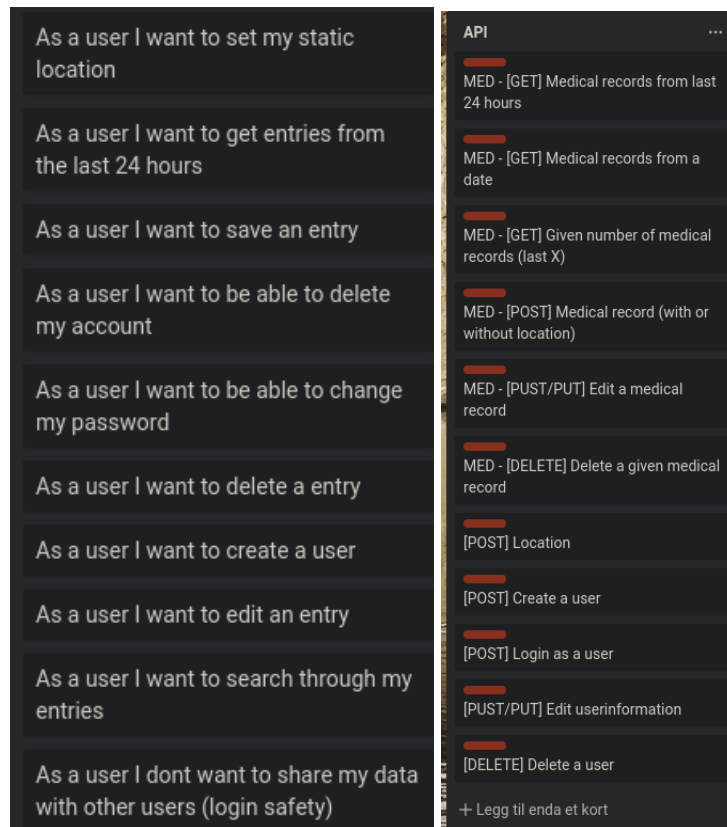 As a user I want to set my static
location
As a user I want to get entries from
the last 24 hours
As a user I want to save an entry
As a user I want to be able to delete
my account
As a user I want to be able to change
my password
As a user I want to delete a entry
As a user I want to create a user
As a user I want to edit an entry
As a user I want to search through my
entries
As a user I dont want to share my data
with other users (login safety)
API
MED - [GET] Medical records from last
24 hours
MED - [GET] Medical records from a
date
MED - [GET] Given number of medical
records (last X)
MED - [POST] Medical record (with or
without location)
MED - [PUST/PUT] Edit a medical
record
MED - [DELETE] Delete a given medical
record
[POST] Location
[POST] Create a user
[POST] Login as a user
[PUST/PUT] Edit userinformation
[DELETE] Delete a user
+ Legg til enda et kort